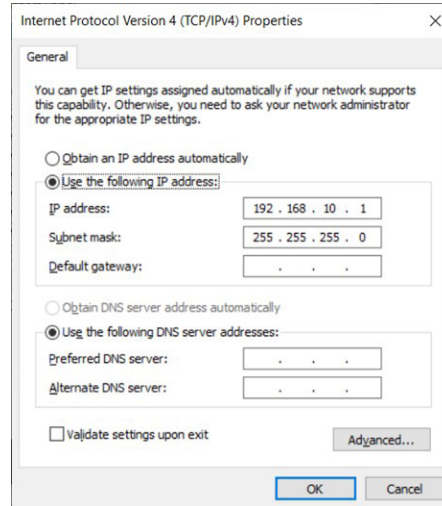 Internet Protocol Version 4 (TCP/IPv4) Properties
General
You can get IP settings assigned automatically if your network supports
this capability. Otherwise, you need to ask your network administrator
for the appropriate IP settings.
Obtain an IP address automatically
Use the following IP address:
IP address: 192 . 168 . 10 . 1
Subnet mask: 255 . 255 . 255 . 0
Default gateway: . . .
Obtain DNS server address automatically
Use the following DNS server addresses:
Preferred DNS server: . . .
Alternate DNS server: . . .
Validate settings upon exit
Advanced...
OK Cancel